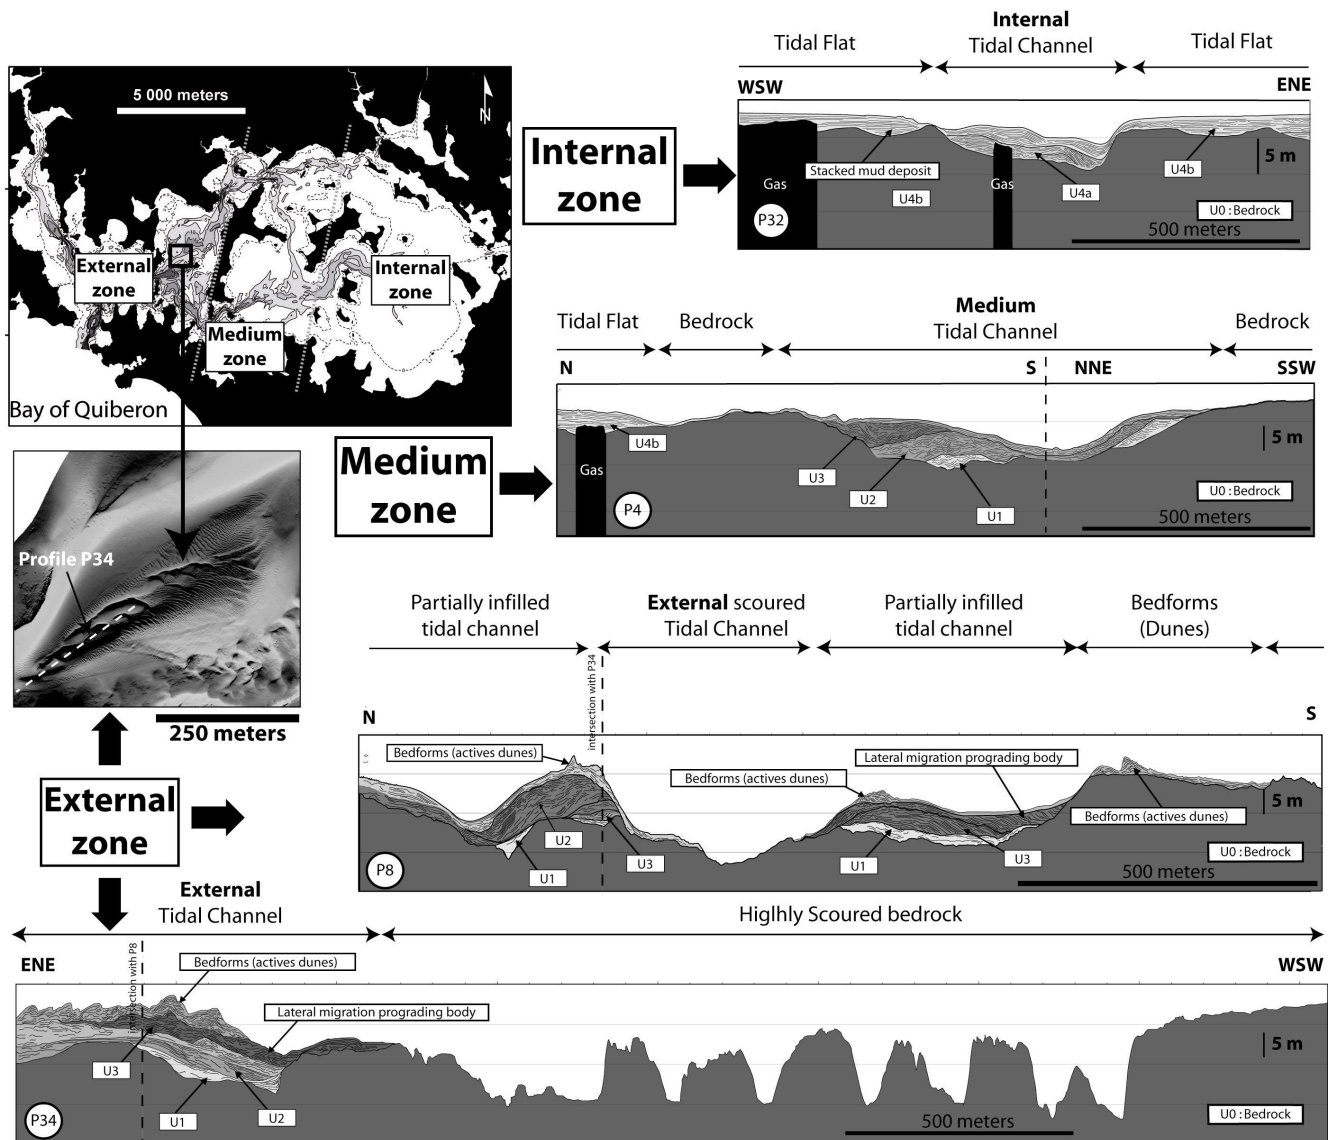 5 000 meters
N
External
zone
Internal
zone
Medium
zone
Bay of Quiberon
Internal
zone
Internal
Tidal Flat
Tidal Channel
Tidal Flat
WSW
ENE
Stacked mud deposit
Gas
Gas
U4b
U4a
U4b
5 m
P32
U0 : Bedrock
500 meters
Medium
zone
Medium
Tidal Flat
Bedrock
Tidal Channel
Bedrock
N
S
NNE
SSW
U4b
Gas
U3
U2
U1
5 m
P4
U0 : Bedrock
500 meters
Profile P34
250 meters
External
zone
Partially infilled
tidal channel
External scoured
Tidal Channel
Partially infilled
tidal channel
Bedforms
(Dunes)
intersection with P34
N
S
Bedforms (actives dunes)
Bedforms (actives dunes)
Lateral migration prograding body
Bedforms (actives dunes)
5 m
U2
U1
U3
U1
U3
P8
U0 : Bedrock
500 meters
External
Tidal Channel
Higlhly Scoured bedrock
intersection with P8
ENE
WSW
Bedforms (actives dunes)
Lateral migration prograding body
5 m
U3
U1
U2
P34
U0 : Bedrock
500 meters